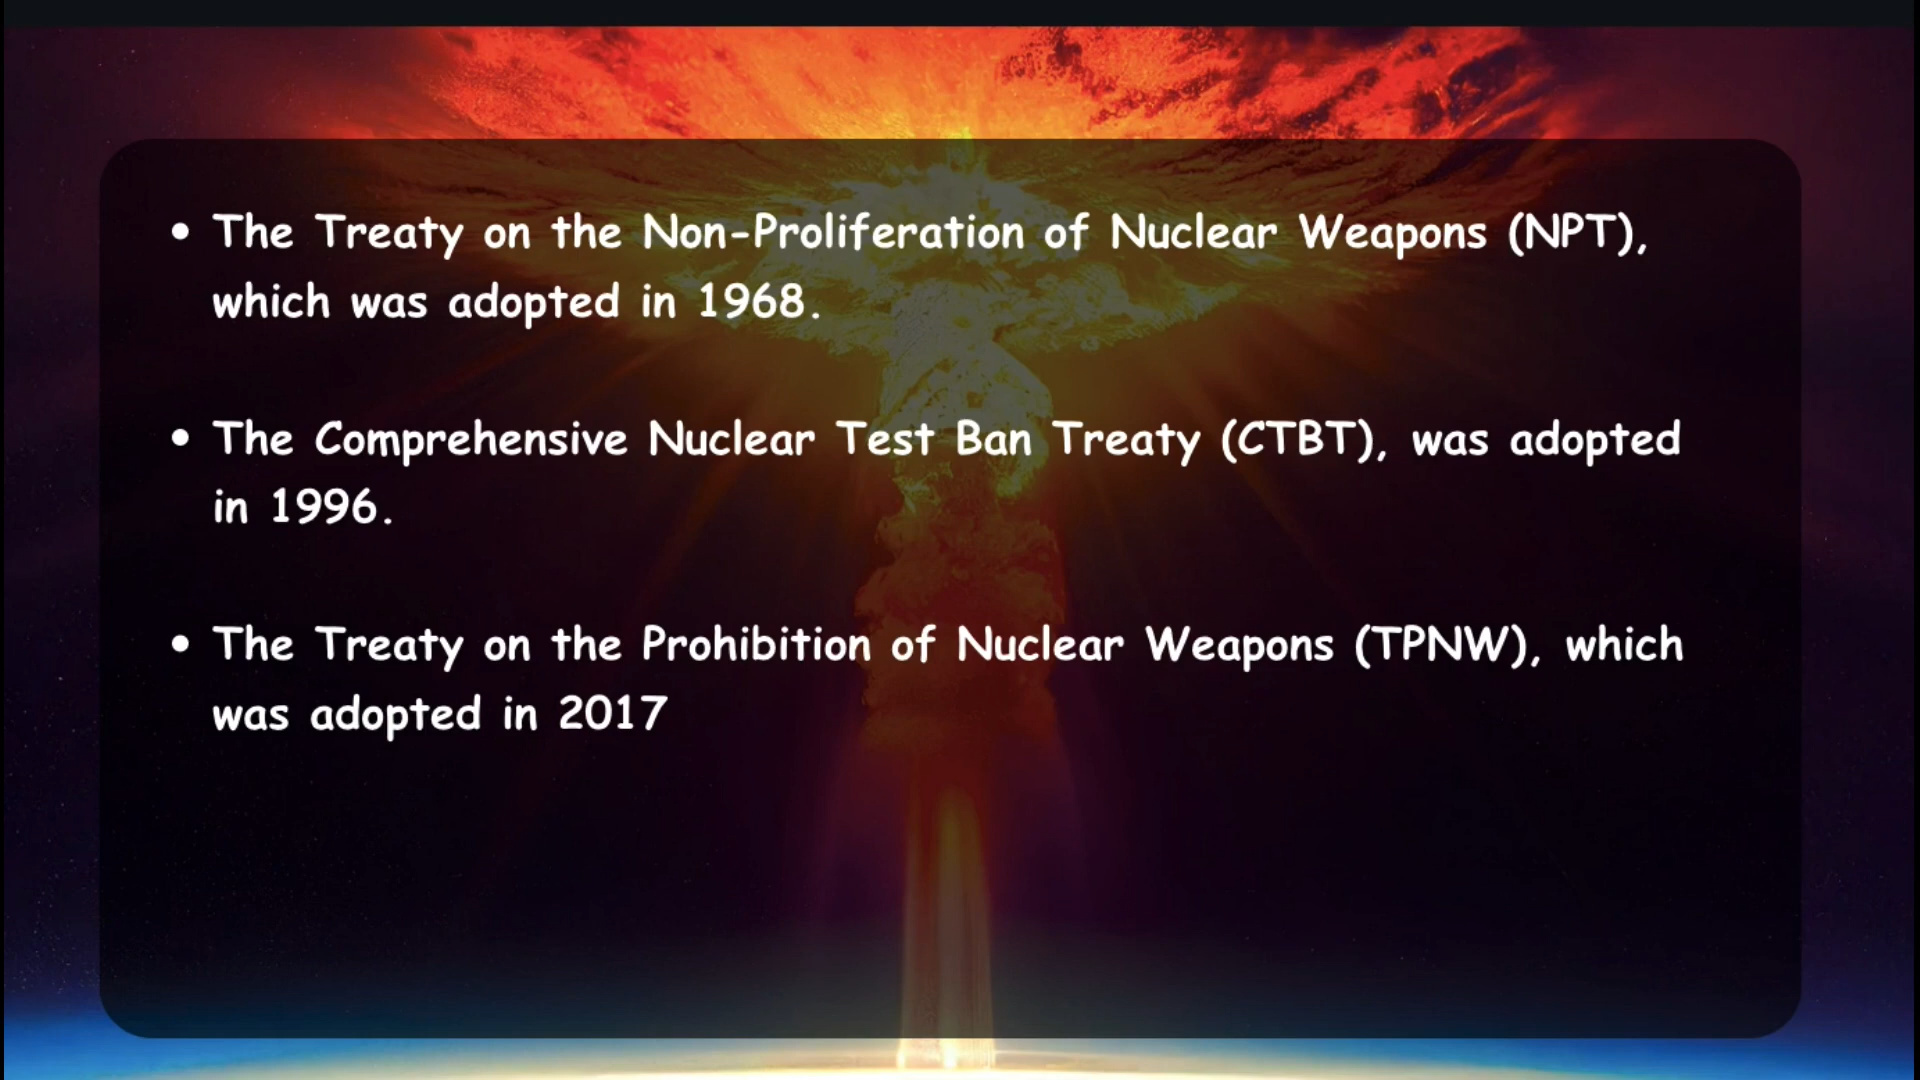 • The Treaty on the Non-Proliferation of Nuclear Weapons (NPT),
which was adopted in 1968.
• The Comprehensive Nuclear Test Ban Treaty (CTBT), was adopted
in 1996.
• The Treaty on the Prohibition of Nuclear Weapons (TPNW), which
was adopted in 2017